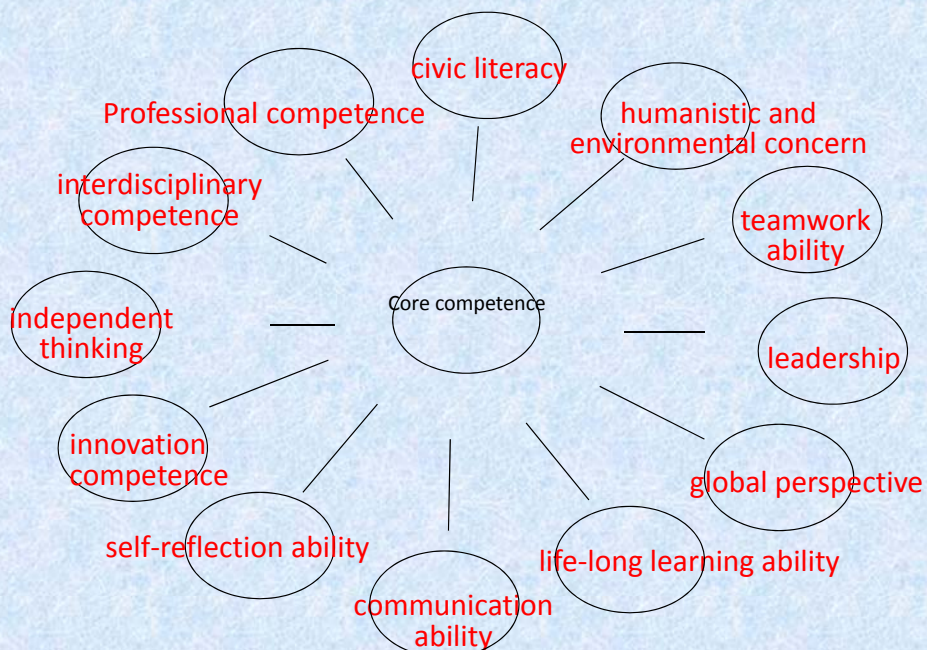 civic literacy
Professional competence
humanistic and
environmental concern
interdisciplinary
competence
teamwork
ability
Core competence
independent
thinking
leadership
innovation
competence
global perspective
self-reflection ability
life-long learning ability
communication
ability